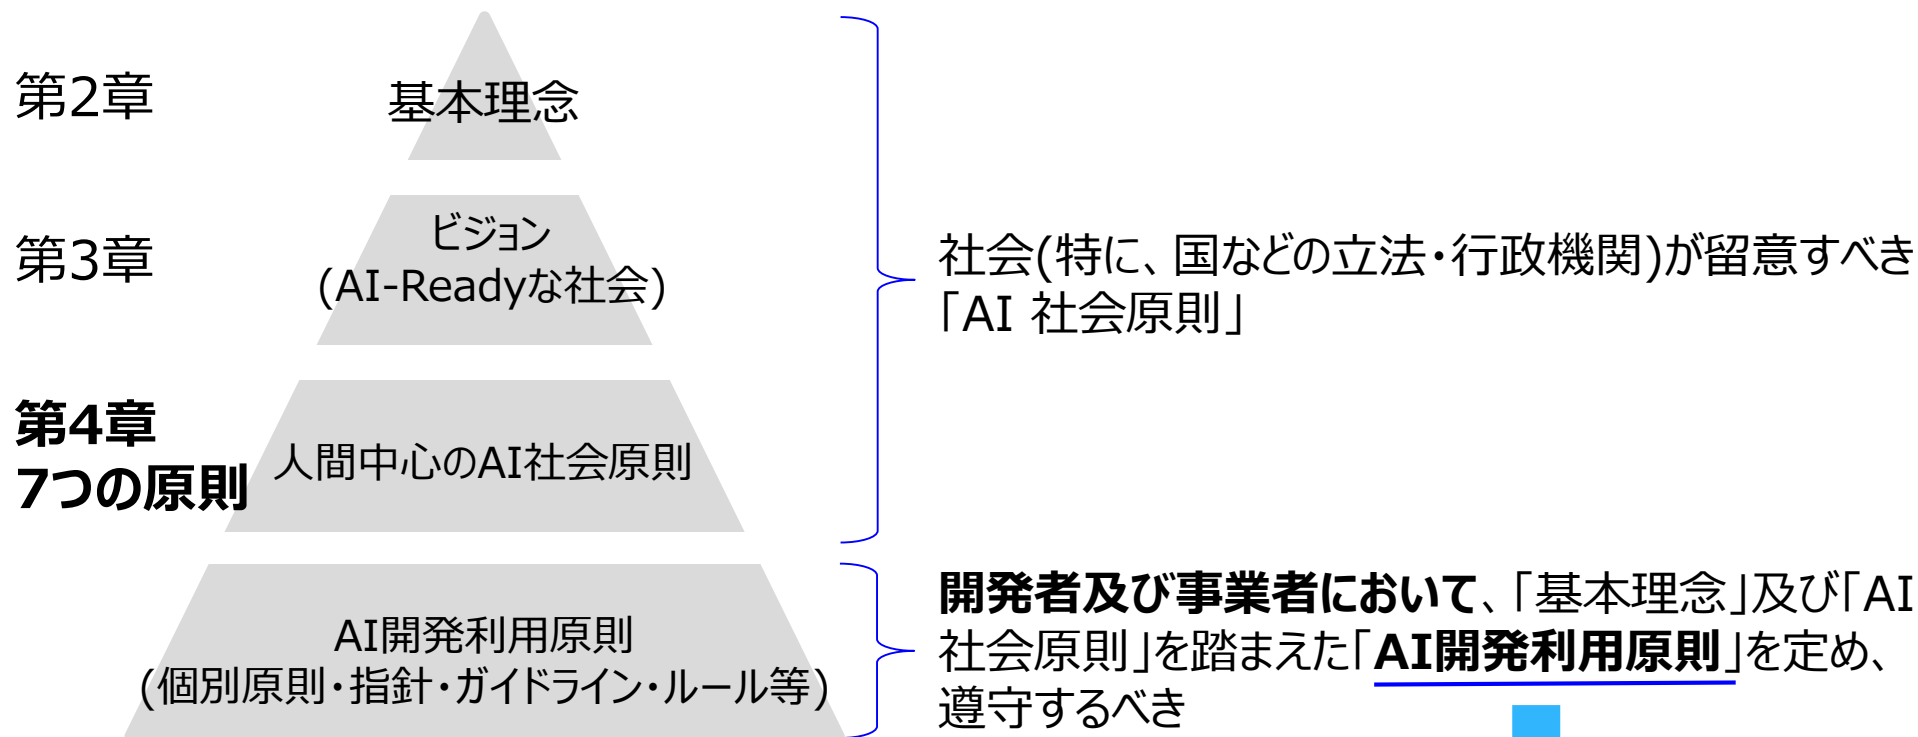 第2章
基本理念
第3章
ビジョン
(AI-Readyな社会)
社会(特に、国などの立法・行政機関)が留意すべき
「AI 社会原則」
第4章
7つの原則
人間中心のAI社会原則
AI開発利用原則
(個別原則・指針・ガイドライン・ルール等)
開発者及び事業者において、「基本理念」及び「AI
社会原則」を踏まえた「AI開発利用原則」を定め、
遵守するべき